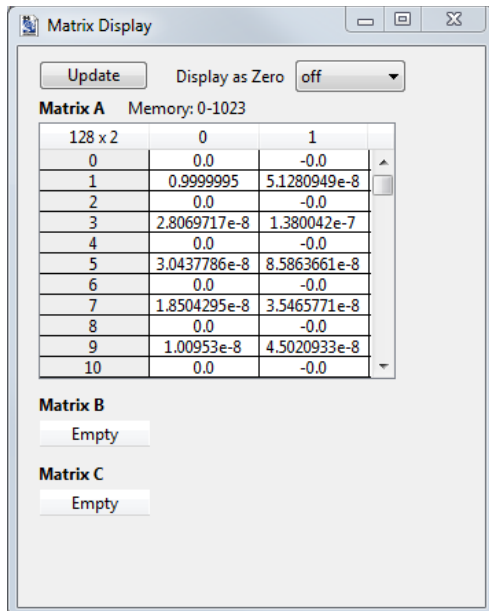 Matrix Display
Update Display as Zero off
Matrix A Memory: 0-1023
128 x 2 0 1
0 0.0 -0.0
1 0.9999995 5.1280949e-8
2 0.0 -0.0
3 2.8069717e-8 1.380042e-7
4 0.0 -0.0
5 3.0437786e-8 8.5863661e-8
6 0.0 -0.0
7 1.8504295e-8 3.5465771e-8
8 0.0 -0.0
9 1.00953e-8 4.5020933e-8
10 0.0 -0.0
Matrix B
Empty
Matrix C
Empty